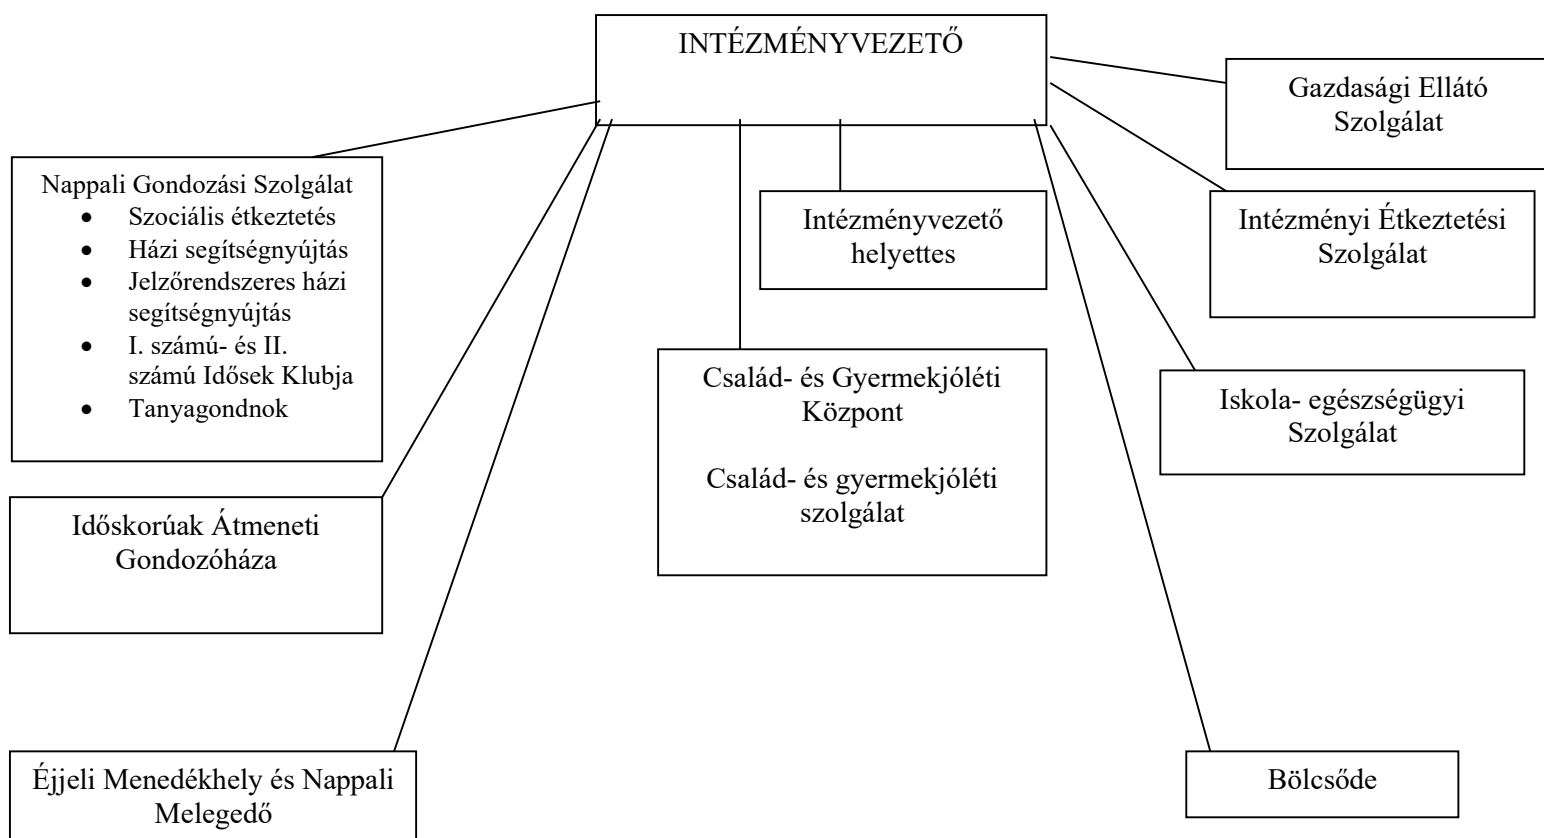 INTÉZMÉNYVEZETŐ
Gazdasági Ellátó
Szolgálat
Nappali Gondozási Szolgálat
• Szociális étkeztetés
• Házi segítségnyújtás
• Jelzőrendszeres házi
segítségnyújtás
• I. számú- és II.
számú Idősek Klubja
• Tanyagondnok
Intézményvezető
helyettes
Intézményi Étkeztetési
Szolgálat
Család- és Gyermekjóléti
Központ
Család- és gyermekjóléti
szolgálat
Iskola- egészségügyi
Szolgálat
Időskorúak Átmeneti
Gondozóháza
Éjjeli Menedékhely és Nappali
Melegedő
Bölcsőde